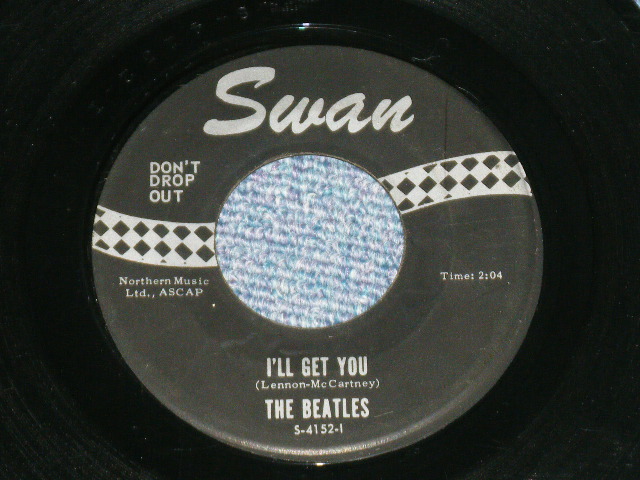 Swan
DON'T
DROP
OUT
Northern Music
Ltd., ASCAP
Time: 2:04
I'LL GET YOU
(Lennon-McCartney)
THE BEATLES
S-4152-I